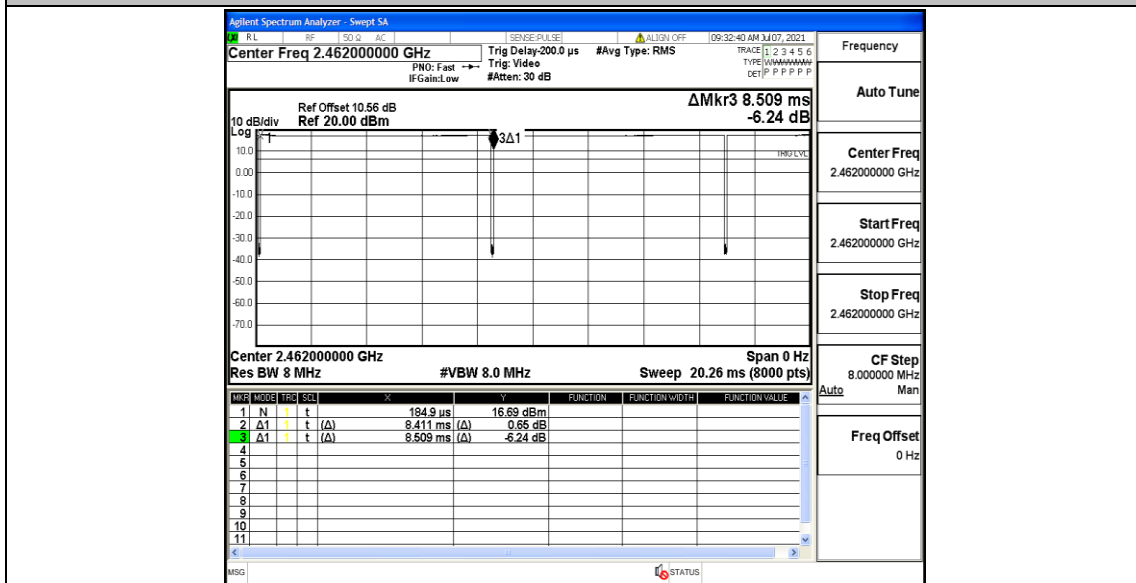 Agilent Spectrum Analyzer - Swept SA
RL RF 50 Ω AC SENSE:PULSE ALIGN OFF 09:32:40 AM Jul 07, 2021
Center Freq 2.462000000 GHz
PNO: Fast
IFGain:Low
Trig Delay-200.0 µs
Trig: Video
#Atten: 30 dB
#Avg Type: RMS
TRACE 1 2 3 4 5 6
TYPE
DET P P P P P P
Ref Offset 10.56 dB
10 dB/div Ref 20.00 dBm
ΔMkr3 8.509 ms
-6.24 dB
Log
1
3Δ1
TRIG LVL
10.0
0.00
-10.0
-20.0
-30.0
-40.0
-50.0
-60.0
-70.0
Center 2.462000000 GHz Span 0 Hz
Res BW 8 MHz #VBW 8.0 MHz Sweep 20.26 ms (8000 pts)
MKR MODE TRC SCL X Y FUNCTION FUNCTION WIDTH FUNCTION VALUE
1 N 1 t 184.9 µs 16.69 dBm
2 Δ1 1 t (Δ) 8.411 ms (Δ) 0.65 dB
3 Δ1 1 t (Δ) 8.509 ms (Δ) -6.24 dB
4
5
6
7
8
9
10
11
MSG STATUS
Frequency
Auto Tune
Center Freq
2.462000000 GHz
Start Freq
2.462000000 GHz
Stop Freq
2.462000000 GHz
CF Step
8.000000 MHz
Auto Man
Freq Offset
0 Hz